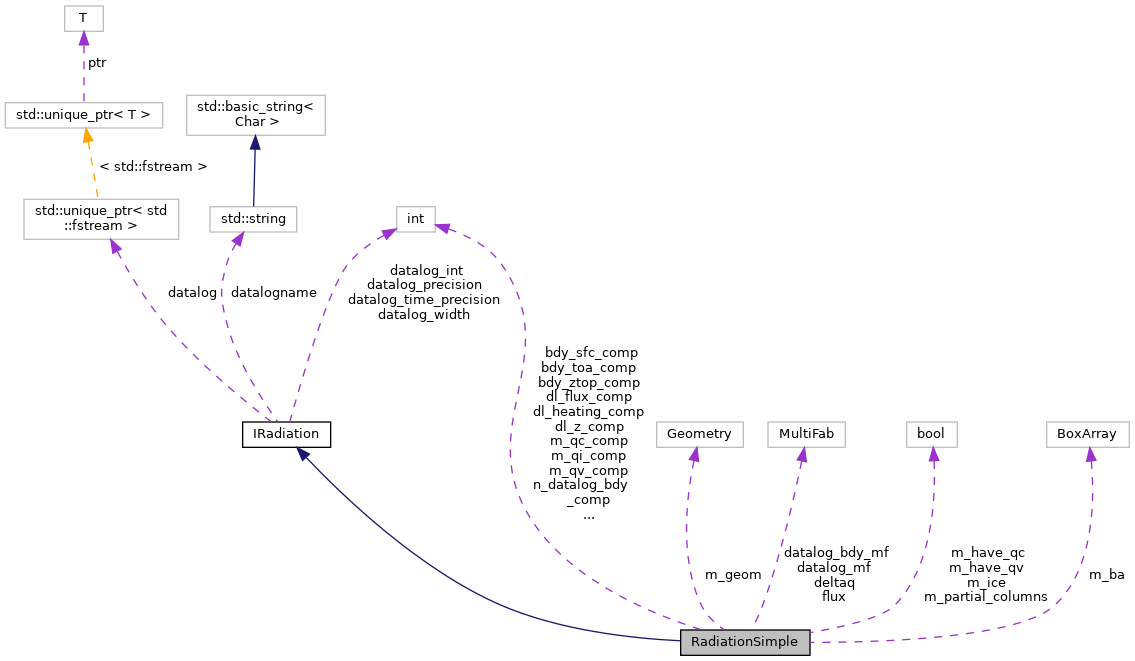 T
ptr
std::unique_ptr< T >
std::basic_string<
Char >
< std::fstream >
std::unique_ptr< std
::fstream >
std::string
int
datalog
datalogname
datalog_int
datalog_precision
datalog_time_precision
datalog_width
bdy_sfc_comp
bdy_toa_comp
bdy_ztop_comp
dl_flux_comp
dl_heating_comp
dl_z_comp
m_qc_comp
m_qi_comp
m_qv_comp
n_datalog_bdy
_comp
...
IRadiation
Geometry
MultiFab
bool
BoxArray
m_geom
datalog_bdy_mf
datalog_mf
deltaq
flux
m_have_qc
m_have_qv
m_ice
m_partial_columns
m_ba
RadiationSimple